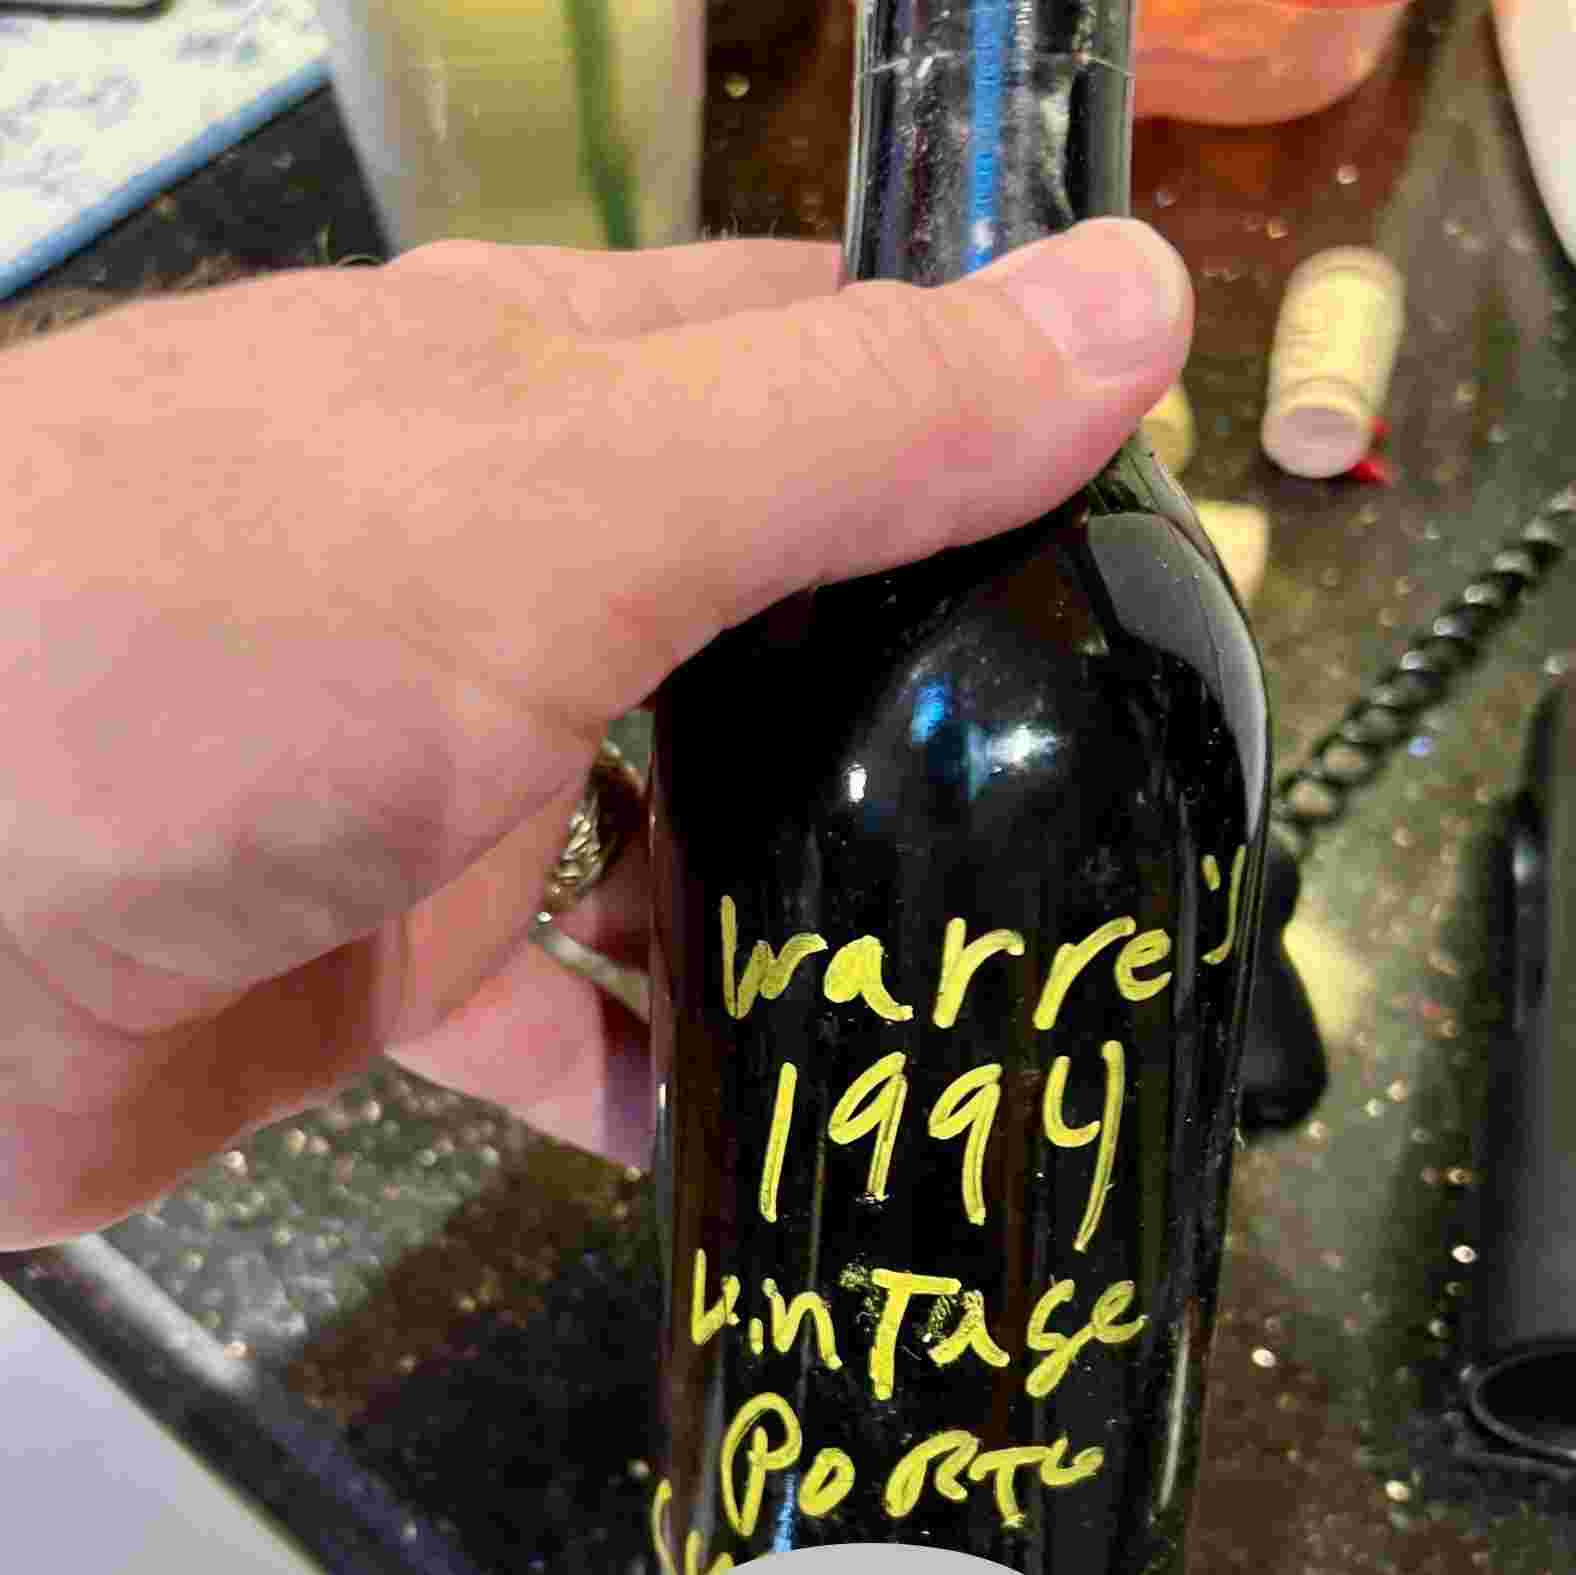 Warre's
1994
Vintage
PORTO